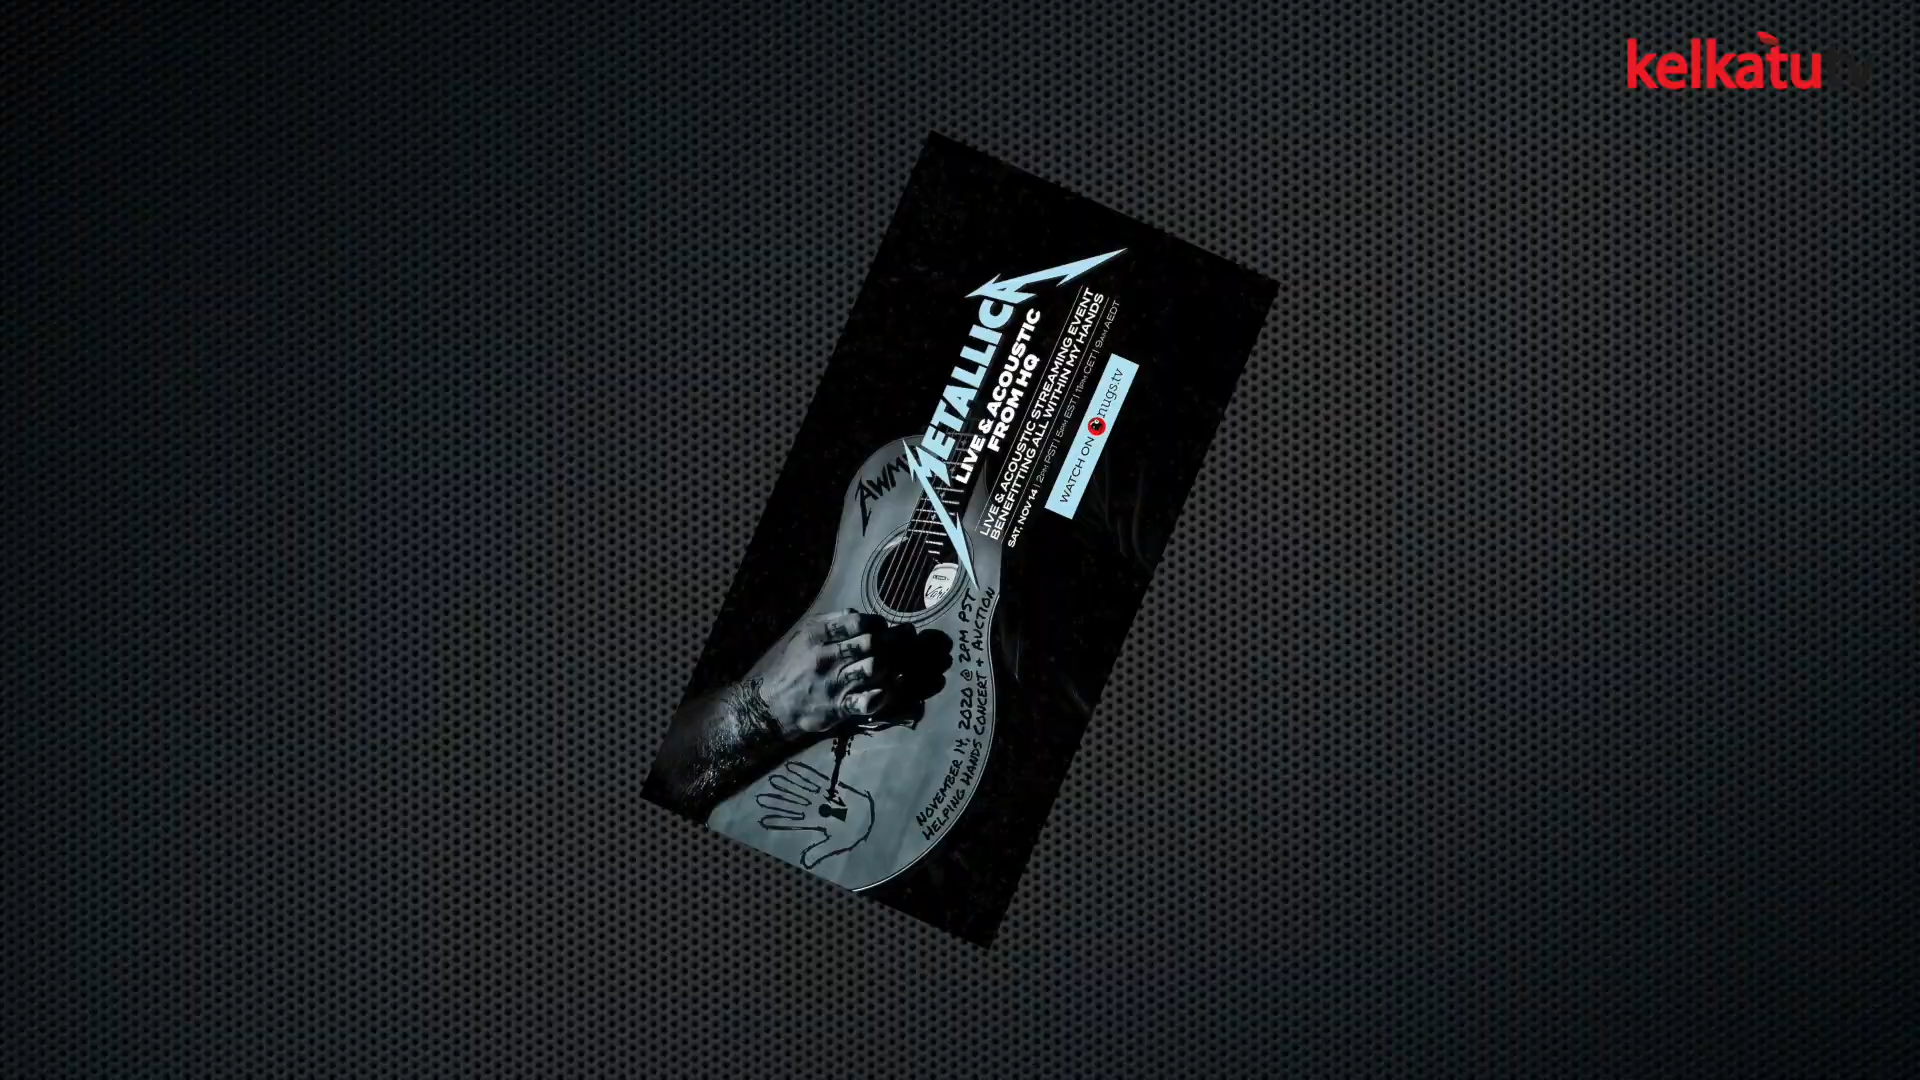 kelkatu tv
METALLICA
LIVE & ACOUSTIC
FROM HQ
LIVE & ACOUSTIC STREAMING EVENT
BENEFITTING ALL WITHIN MY HANDS
SAT, NOV 14 | 2PM PST | 5PM EST | 11PM CET | 9AM AEDT
WATCH ON nugs.tv
AWMH
NOVEMBER 14, 2020 @ 2PM PST
HELPING HANDS CONCERT + AUCTION